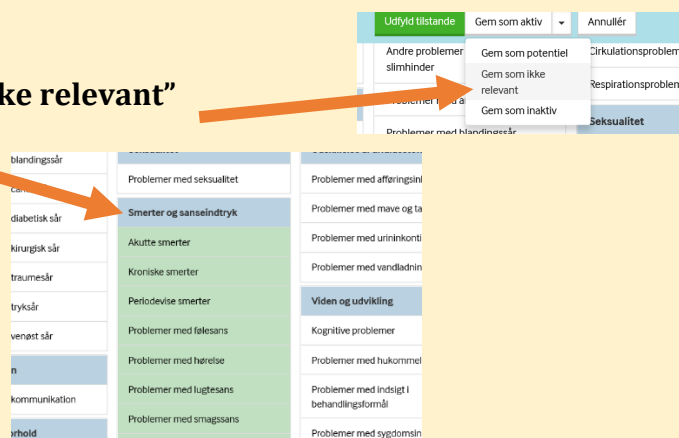 Udfyld tilstande Gem som aktiv Annullér
Andre problemer
slimhinder
Gem som potentiel
Gem som ikke
relevant
Gem som inaktiv
Problemer med blandingssår
Cirkulationsproblem
Respirationsproblem
Seksualitet
ke relevant”
blandingssår
diabetisk sår
kirurgisk sår
traumesår
tryksår
venøst sår
n
kommunikation
orhold
Problemer med seksualitet
Smerter og sanseindtryk
Akutte smerter
Kroniske smerter
Periodevise smerter
Problemer med følesans
Problemer med hørelse
Problemer med lugtesans
Problemer med smagssans
Problemer med afføringsin
Problemer med mave og ta
Problemer med urininkonti
Problemer med vandladnin
Viden og udvikling
Kognitive problemer
Problemer med hukommel
Problemer med indsigt i
behandlingsformål
Problemer med sygdomsin